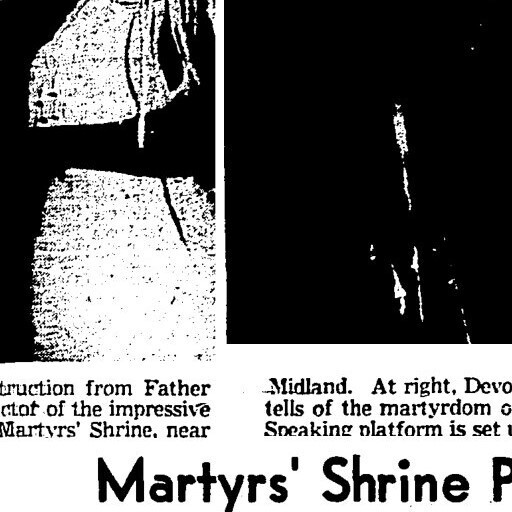 truction from Father
ctor of the impressive
Martyrs' Shrine, near
Midland. At right, Devo
tells of the martyrdom o
Speaking platform is set u
Martyrs' Shrine P